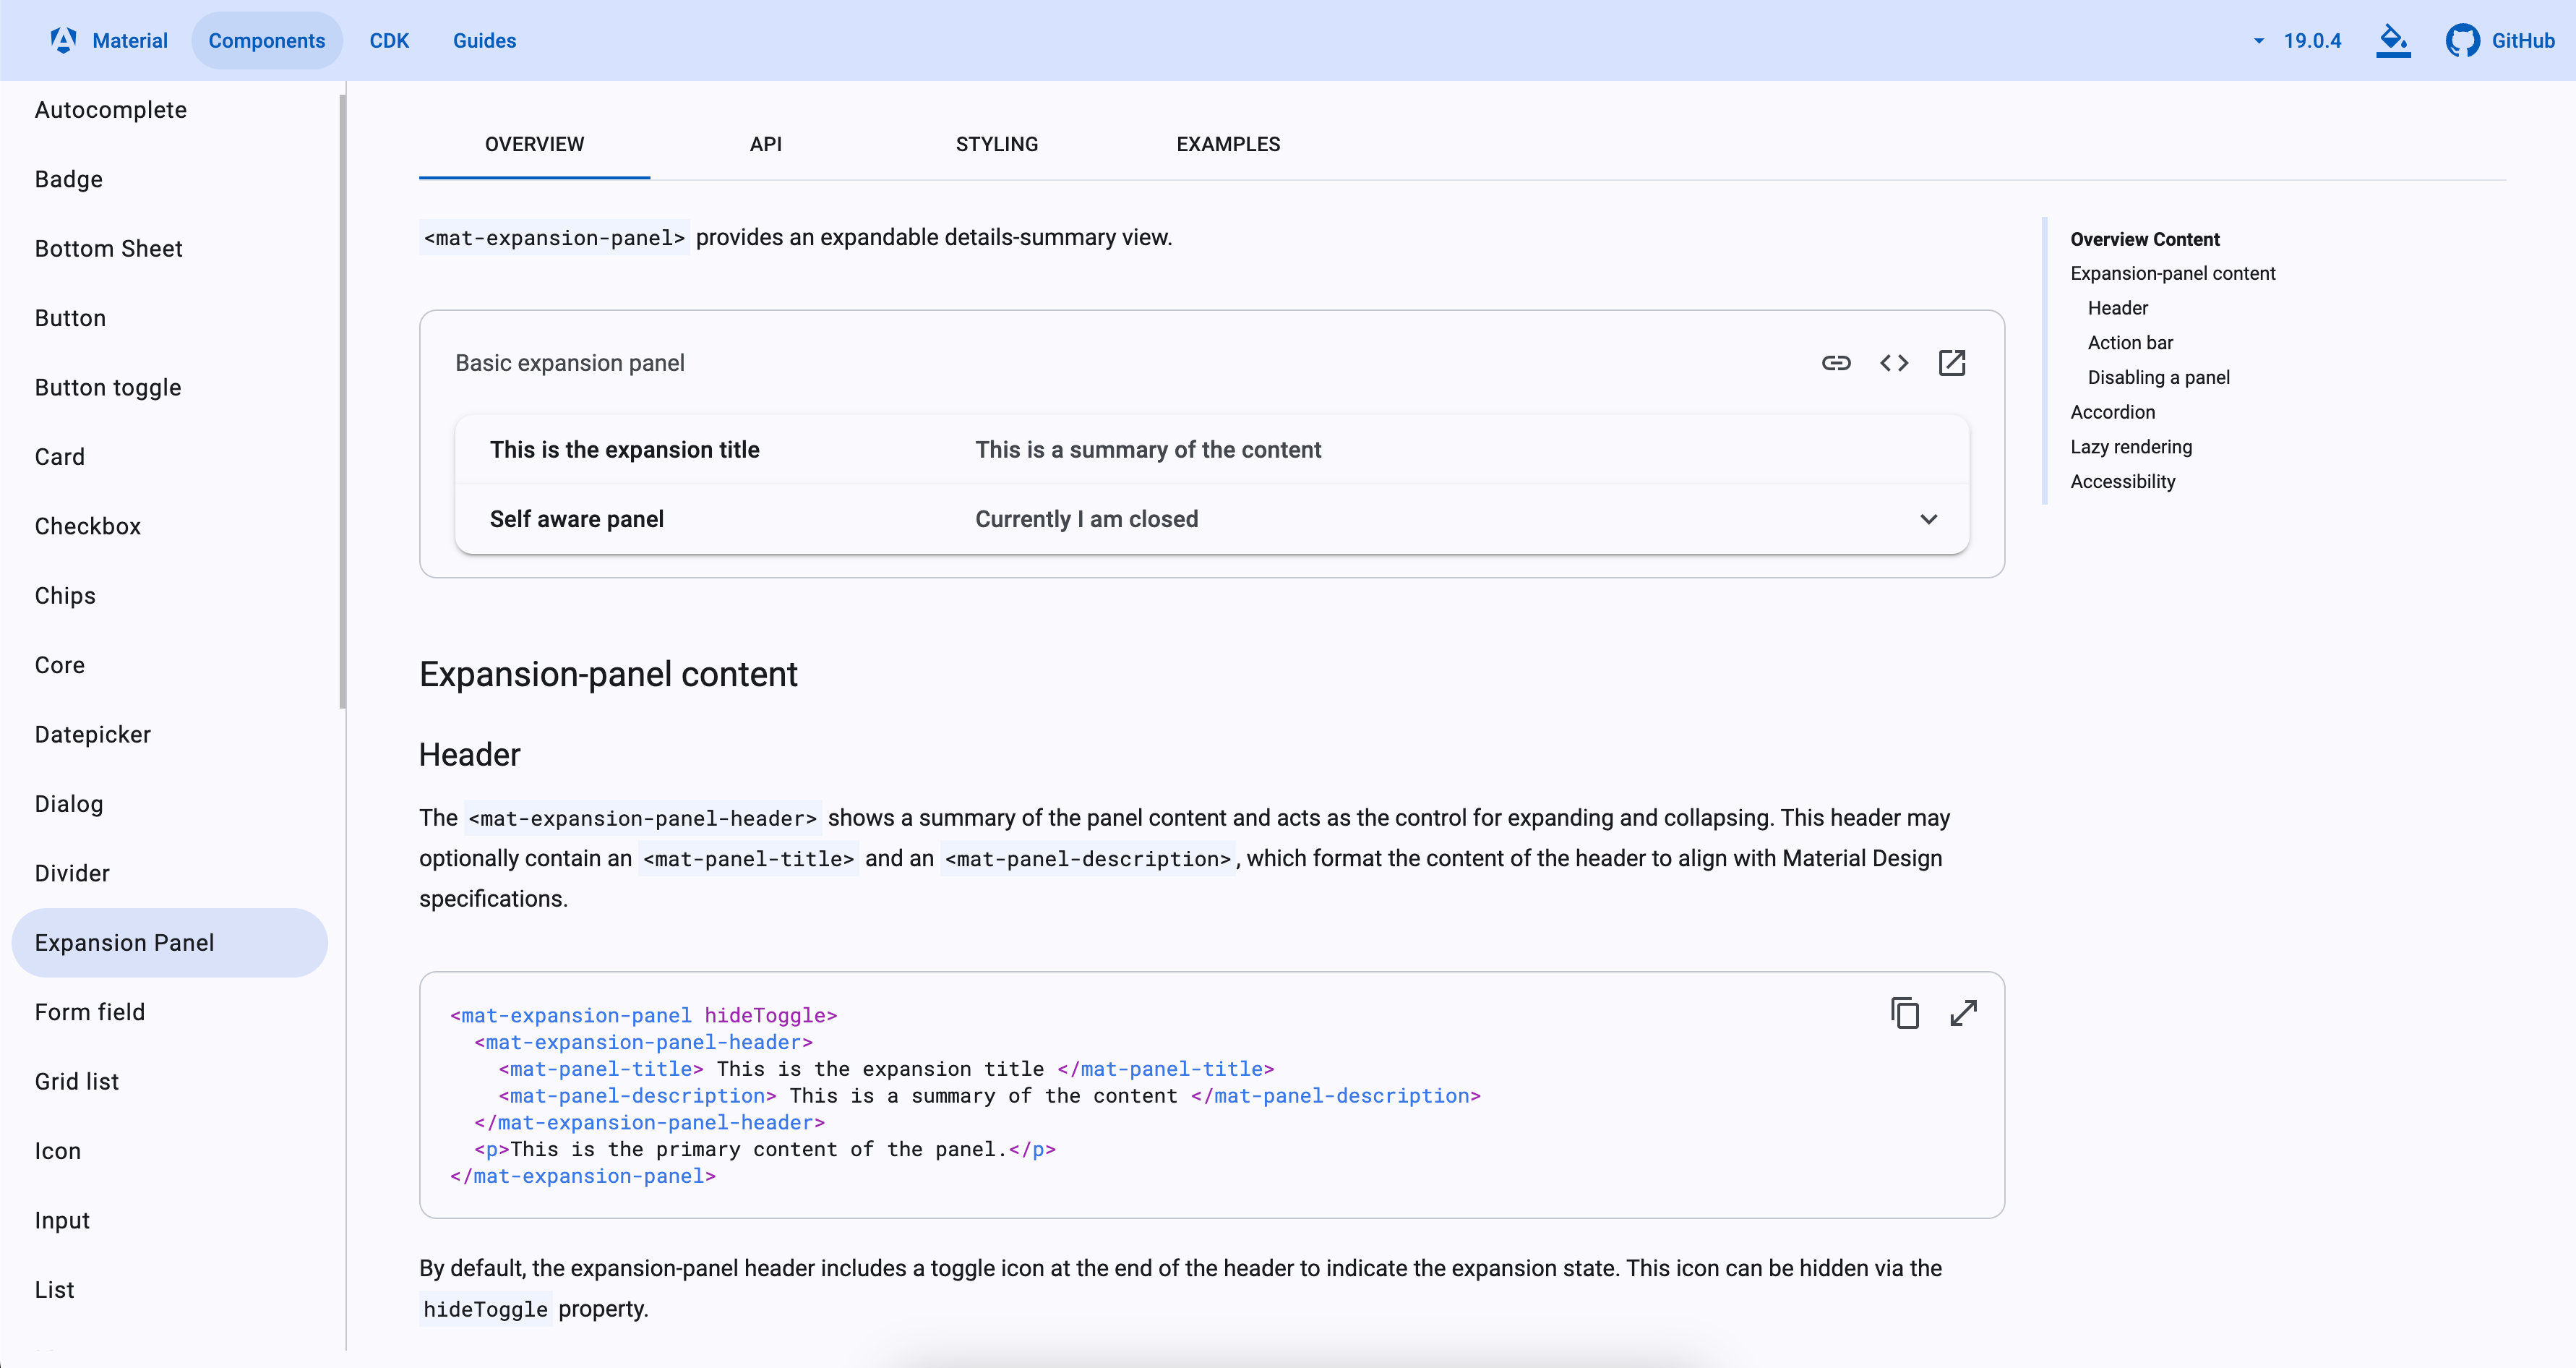 Material
Components
CDK
Guides
19.0.4
GitHub
Autocomplete
Badge
Bottom Sheet
Button
Button toggle
Card
Checkbox
Chips
Core
Datepicker
Dialog
Divider
Expansion Panel
Form field
Grid list
Icon
Input
List
OVERVIEW
API
STYLING
EXAMPLES
<mat-expansion-panel> provides an expandable details-summary view.
Basic expansion panel
This is the expansion title
This is a summary of the content
Self aware panel
Currently I am closed
Expansion-panel content
Header
The <mat-expansion-panel-header> shows a summary of the panel content and acts as the control for expanding and collapsing. This header may
optionally contain an <mat-panel-title> and an <mat-panel-description>, which format the content of the header to align with Material Design
specifications.
<mat-expansion-panel hideToggle>
  <mat-expansion-panel-header>
    <mat-panel-title> This is the expansion title </mat-panel-title>
    <mat-panel-description> This is a summary of the content </mat-panel-description>
  </mat-expansion-panel-header>
  <p>This is the primary content of the panel.</p>
</mat-expansion-panel>
By default, the expansion-panel header includes a toggle icon at the end of the header to indicate the expansion state. This icon can be hidden via the
hideToggle property.
Overview Content
Expansion-panel content
Header
Action bar
Disabling a panel
Accordion
Lazy rendering
Accessibility